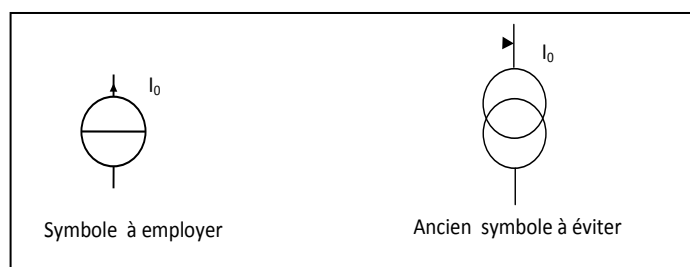 I₀
I₀
Symbole à employer
Ancien symbole à éviter